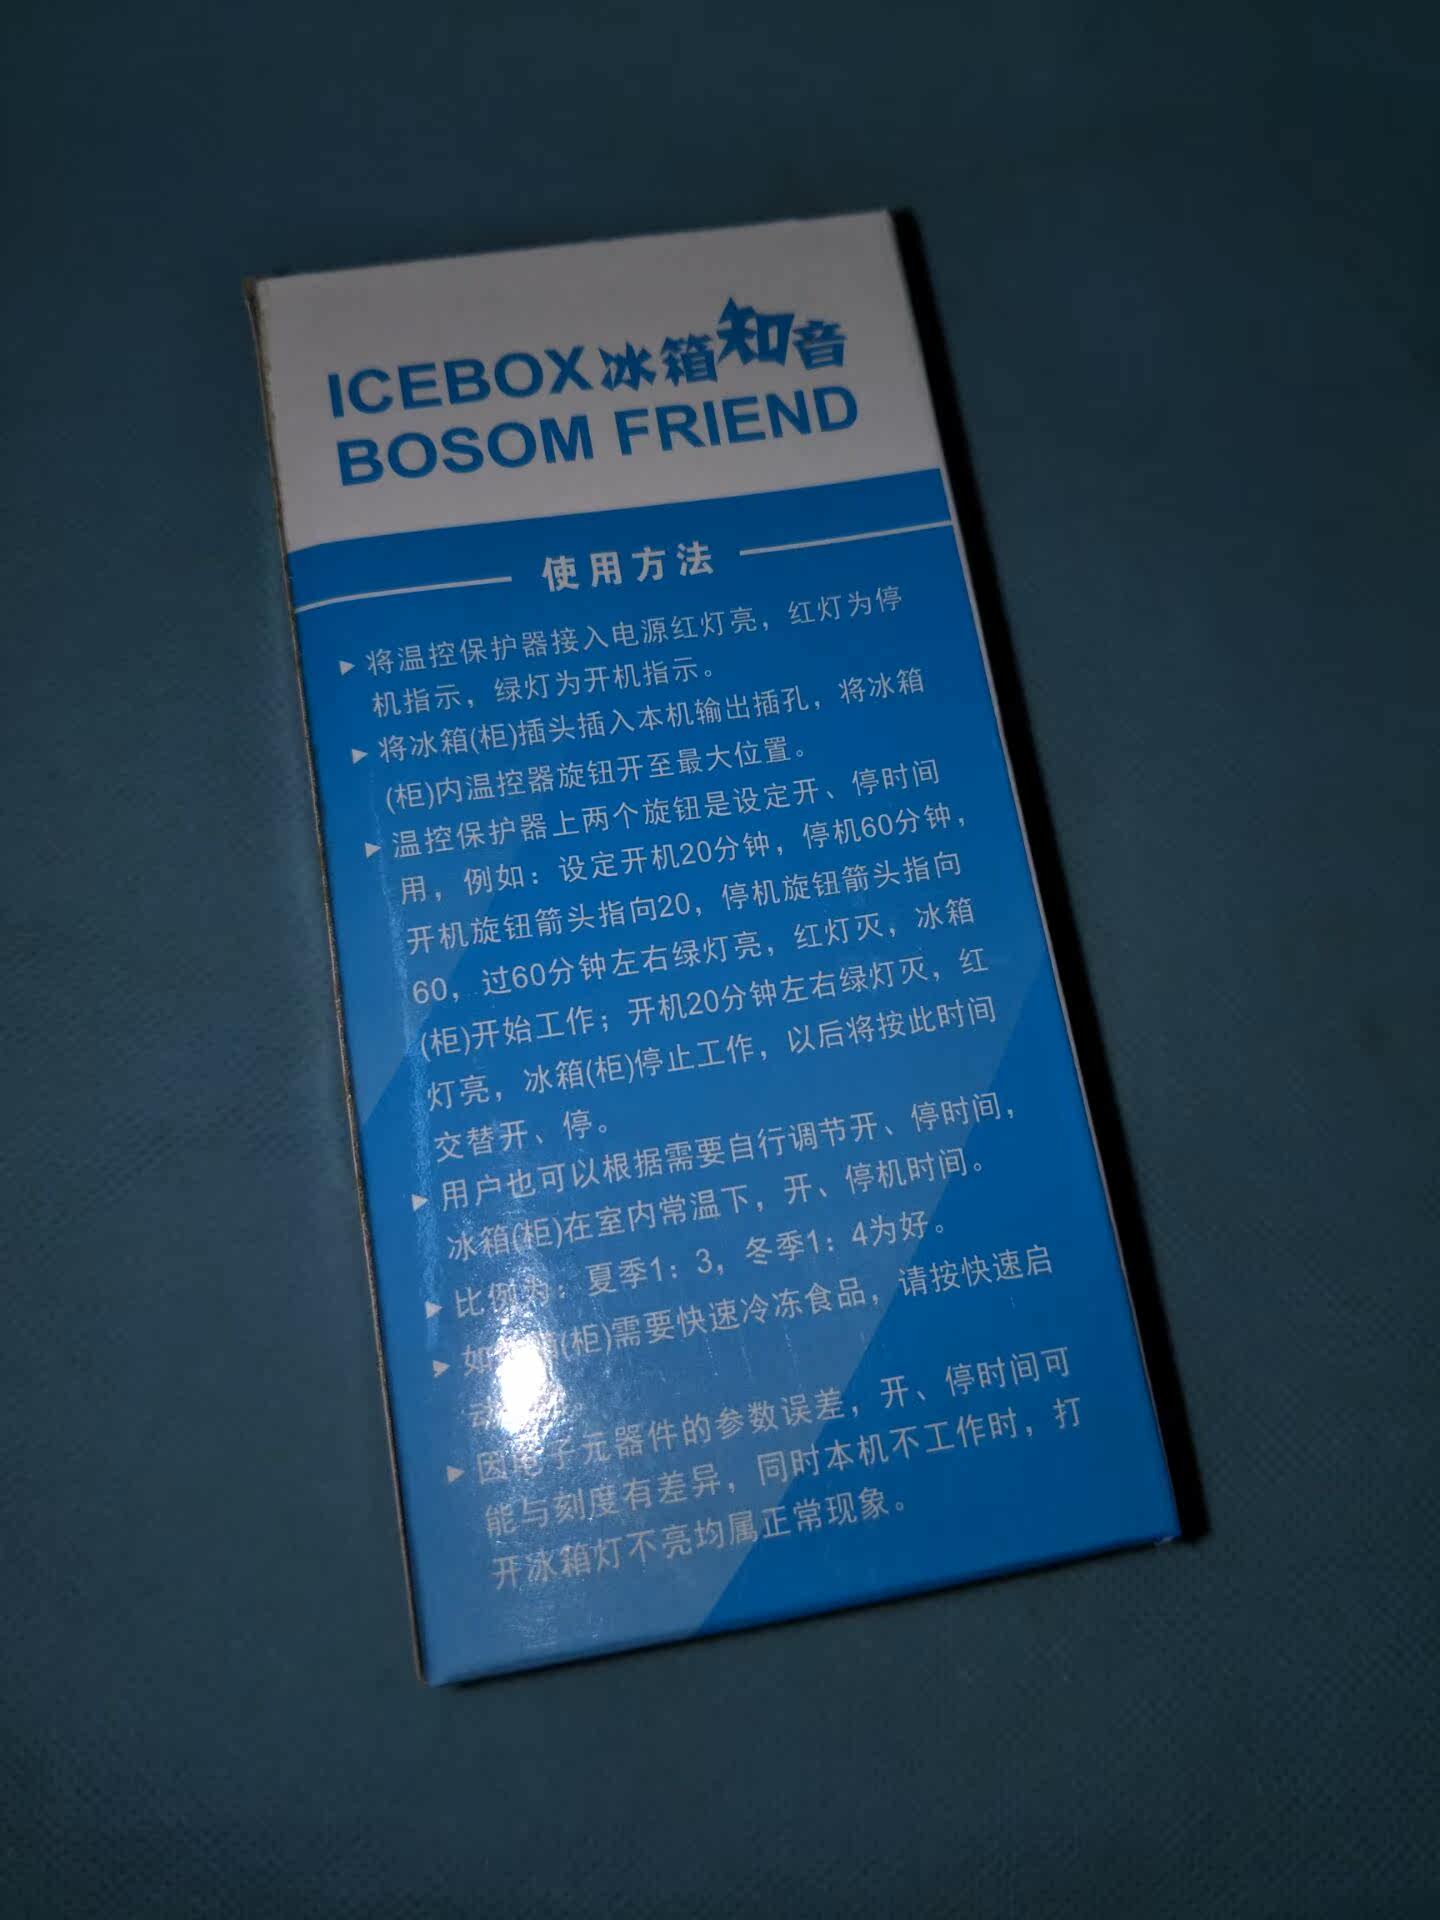 ICEBOX冰箱知音
BOSOM FRIEND
使用方法
▶ 将温控保护器接入电源红灯亮，红灯为停
机指示，绿灯为开机指示。
▶ 将冰箱(柜)插头插入本机输出插孔，将冰箱
(柜)内温控器旋钮开至最大位置。
▶ 温控保护器上两个旋钮是设定开、停时间
用，例如：设定开机20分钟，停机60分钟，
开机旋钮箭头指向20，停机旋钮箭头指向
60，过60分钟左右绿灯亮，红灯灭，冰箱
(柜)开始工作；开机20分钟左右绿灯灭，红
灯亮，冰箱(柜)停止工作，以后将按此时间
交替开、停。
▶ 用户也可以根据需要自行调节开、停时间，
冰箱(柜)在室内常温下，开、停机时间。
▶ 比例为：夏季1：3，冬季1：4为好。
▶ 如(柜)需要快速冷冻食品，请按快速启
动
▶ 因电子元器件的参数误差，开、停时间可
能与刻度有差异，同时本机不工作时，打
开冰箱灯不亮均属正常现象。